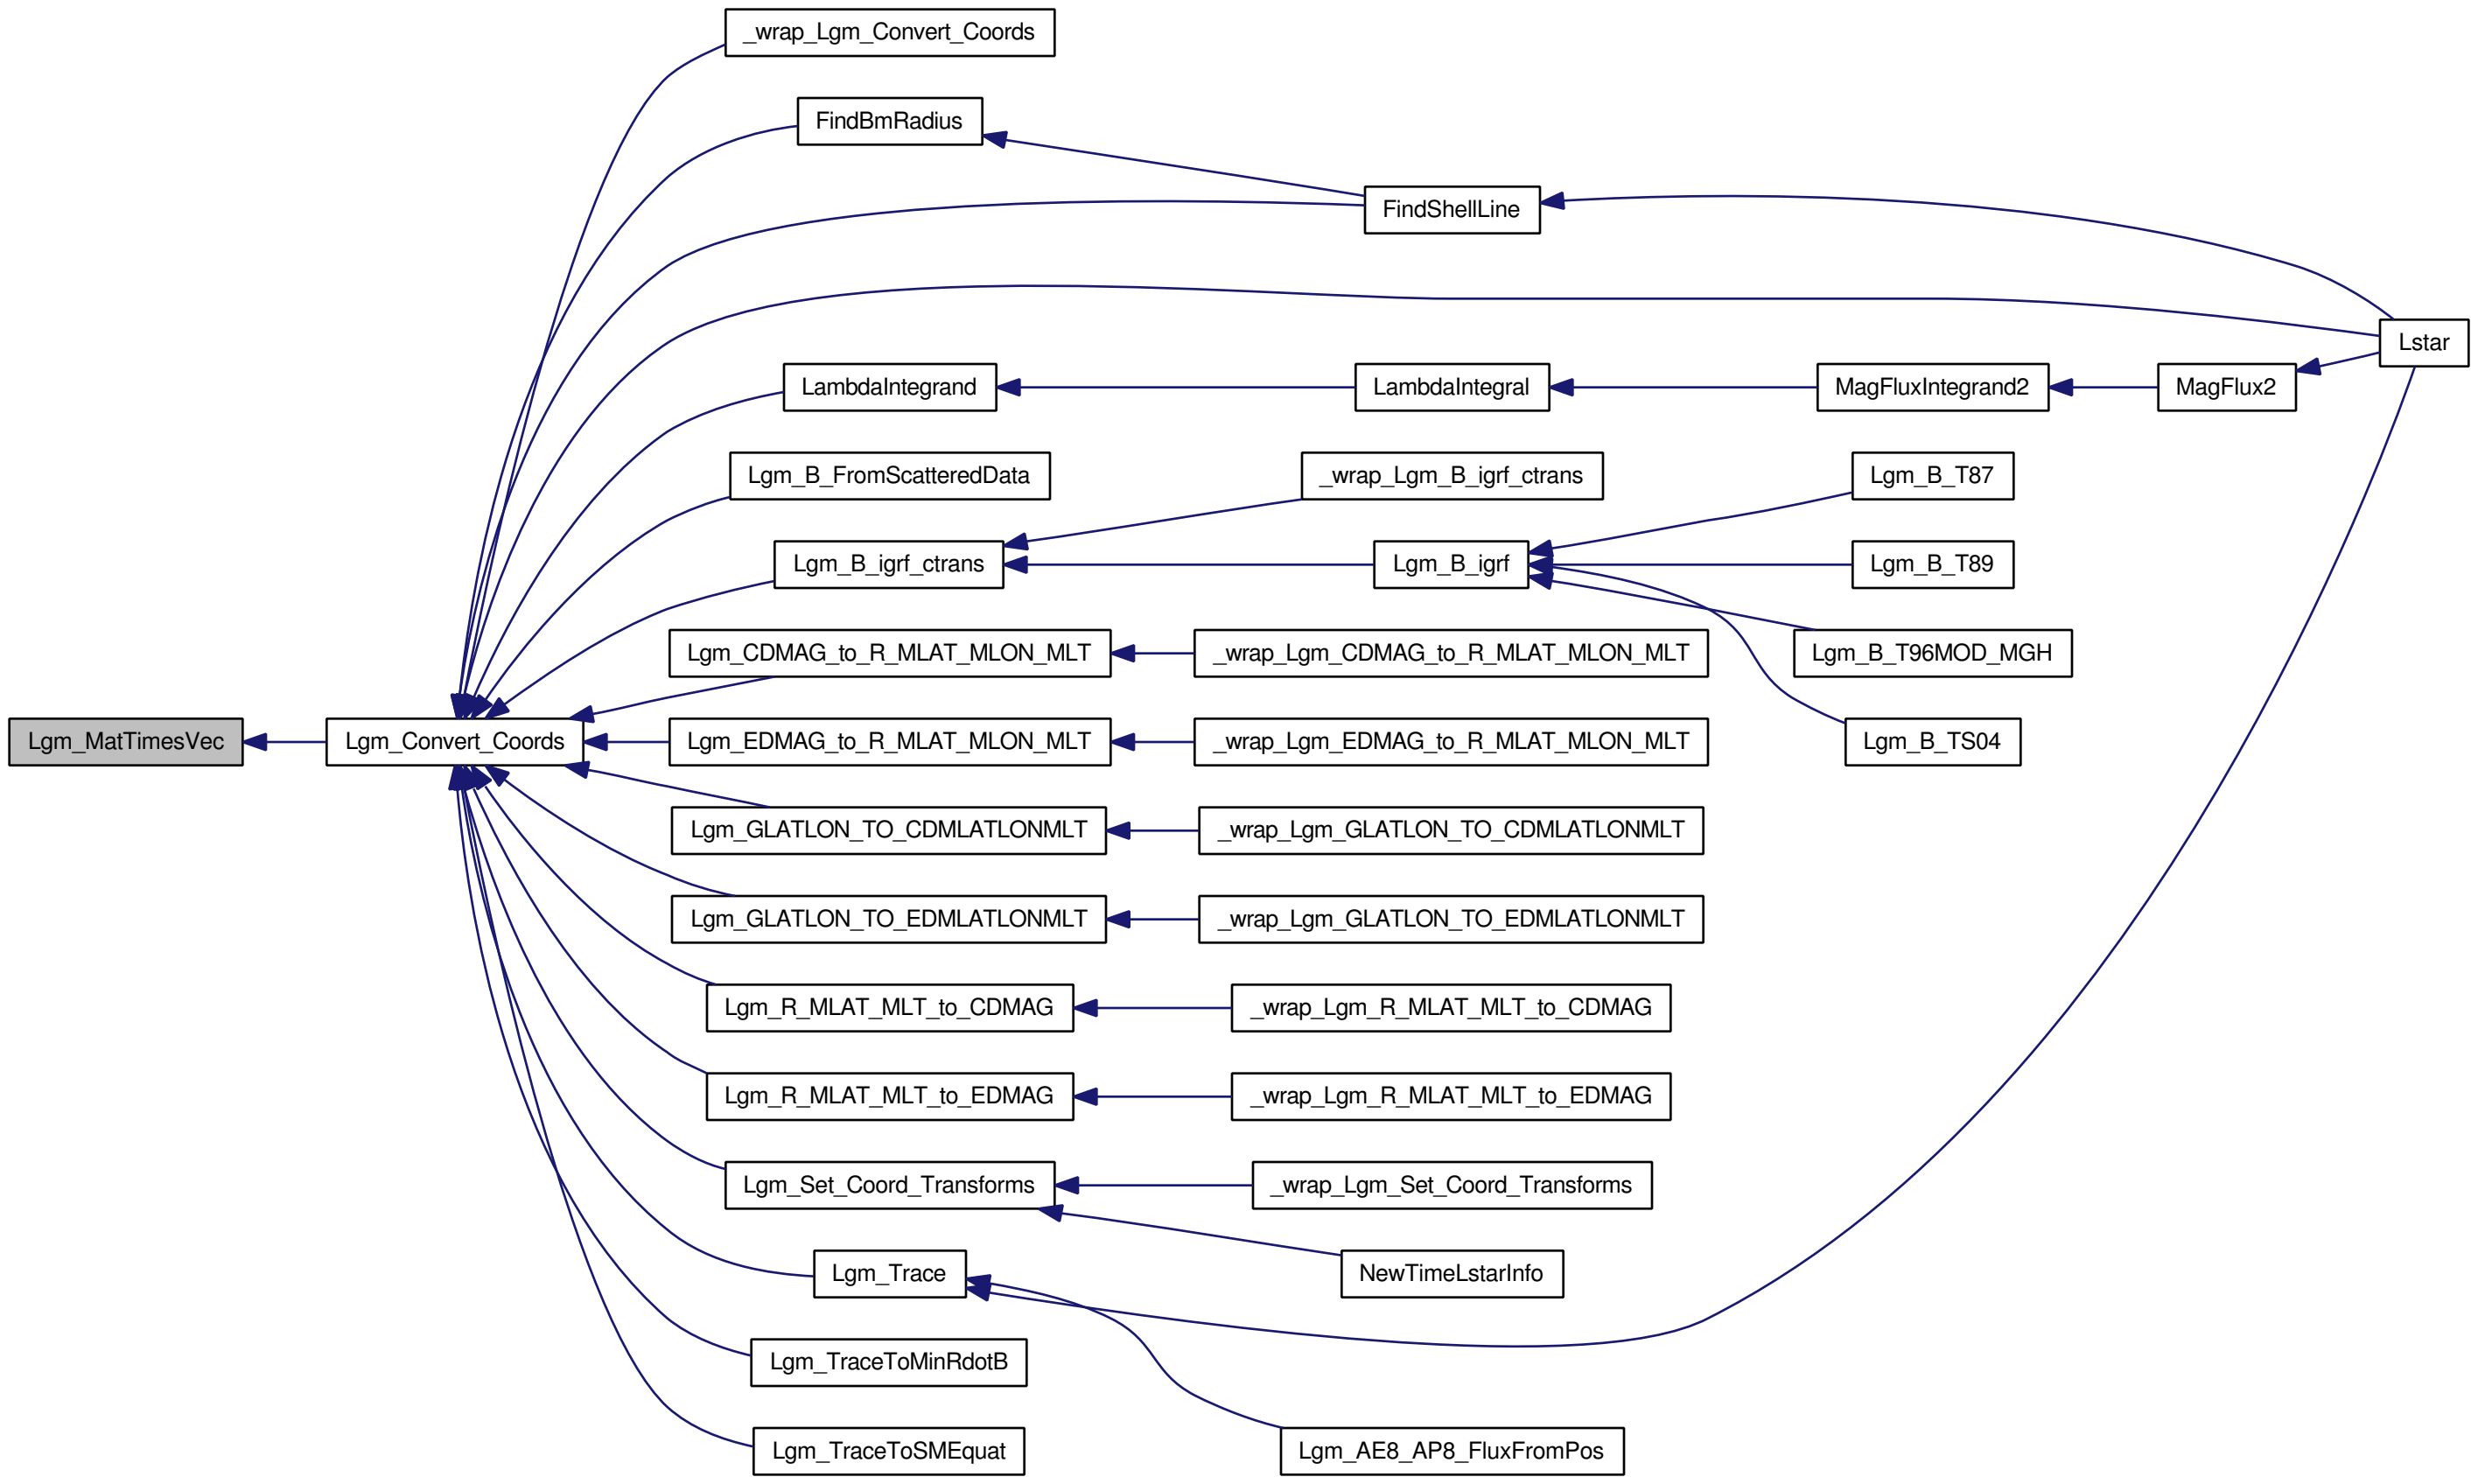 _wrap_Lgm_Convert_Coords
FindBmRadius
FindShellLine
Lstar
LambdaIntegrand
LambdaIntegral
MagFluxIntegrand2
MagFlux2
Lgm_B_FromScatteredData
_wrap_Lgm_B_igrf_ctrans
Lgm_B_T87
Lgm_B_igrf_ctrans
Lgm_B_igrf
Lgm_B_T89
Lgm_CDMAG_to_R_MLAT_MLON_MLT
_wrap_Lgm_CDMAG_to_R_MLAT_MLON_MLT
Lgm_B_T96MOD_MGH
Lgm_MatTimesVec
Lgm_Convert_Coords
Lgm_EDMAG_to_R_MLAT_MLON_MLT
_wrap_Lgm_EDMAG_to_R_MLAT_MLON_MLT
Lgm_B_TS04
Lgm_GLATLON_TO_CDMLATLONMLT
_wrap_Lgm_GLATLON_TO_CDMLATLONMLT
Lgm_GLATLON_TO_EDMLATLONMLT
_wrap_Lgm_GLATLON_TO_EDMLATLONMLT
Lgm_R_MLAT_MLT_to_CDMAG
_wrap_Lgm_R_MLAT_MLT_to_CDMAG
Lgm_R_MLAT_MLT_to_EDMAG
_wrap_Lgm_R_MLAT_MLT_to_EDMAG
Lgm_Set_Coord_Transforms
_wrap_Lgm_Set_Coord_Transforms
Lgm_Trace
NewTimeLstarInfo
Lgm_TraceToMinRdotB
Lgm_TraceToSMEquat
Lgm_AE8_AP8_FluxFromPos